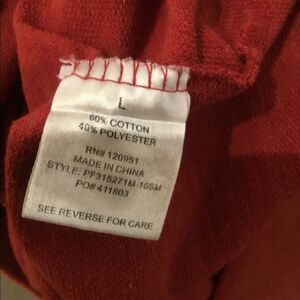 L
60% COTTON
40% POLYESTER
RN# 120951
MADE IN CHINA
STYLE: PF315271M-10SM
PO# 411803
SEE REVERSE FOR CARE